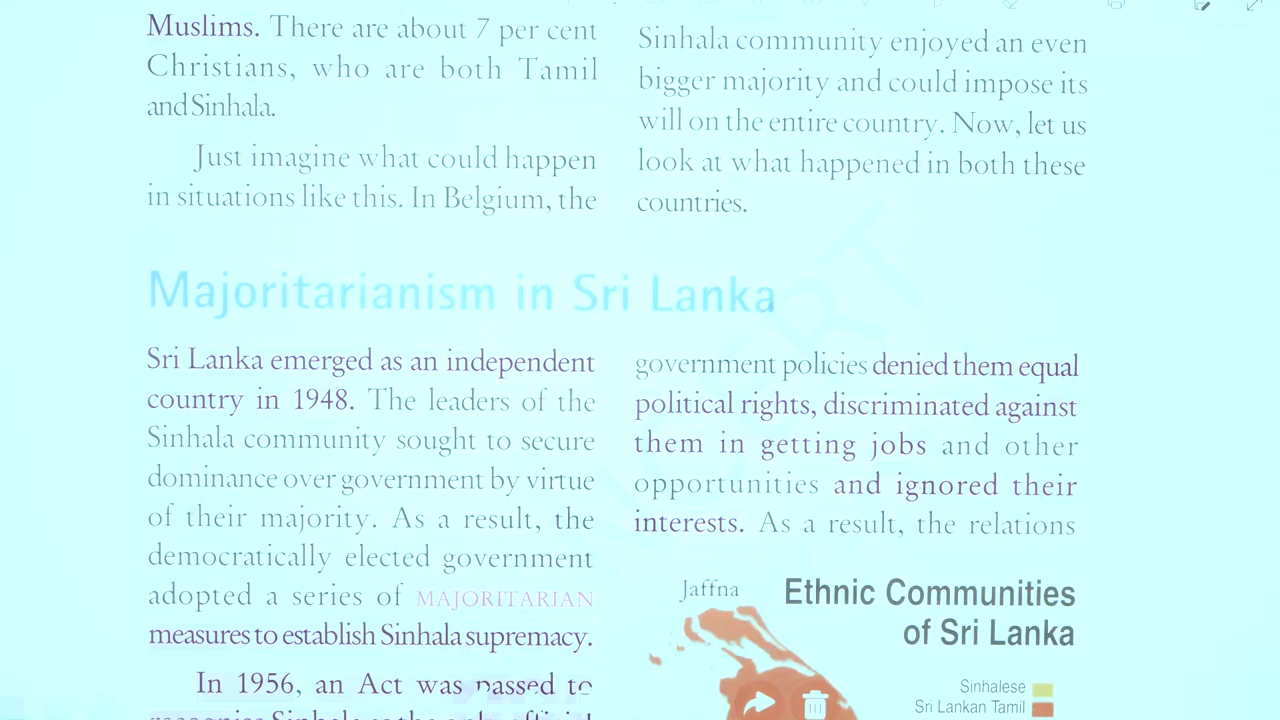 Muslims. There are about 7 per cent
Christians, who are both Tamil
and Sinhala.
Just imagine what could happen
in situations like this. In Belgium, the
Sinhala community enjoyed an even
bigger majority and could impose its
will on the entire country. Now, let us
look at what happened in both these
countries.
Majoritarianism in Sri Lanka
Sri Lanka emerged as an independent
country in 1948. The leaders of the
Sinhala community sought to secure
dominance over government by virtue
of their majority. As a result, the
democratically elected government
adopted a series of MAJORITARIAN
measures to establish Sinhala supremacy.
In 1956, an Act was passed to
government policies denied them equal
political rights, discriminated against
them in getting jobs and other
opportunities and ignored their
interests. As a result, the relations
Jaffna
Ethnic Communities
of Sri Lanka
Sinhalese
Sri Lankan Tamil